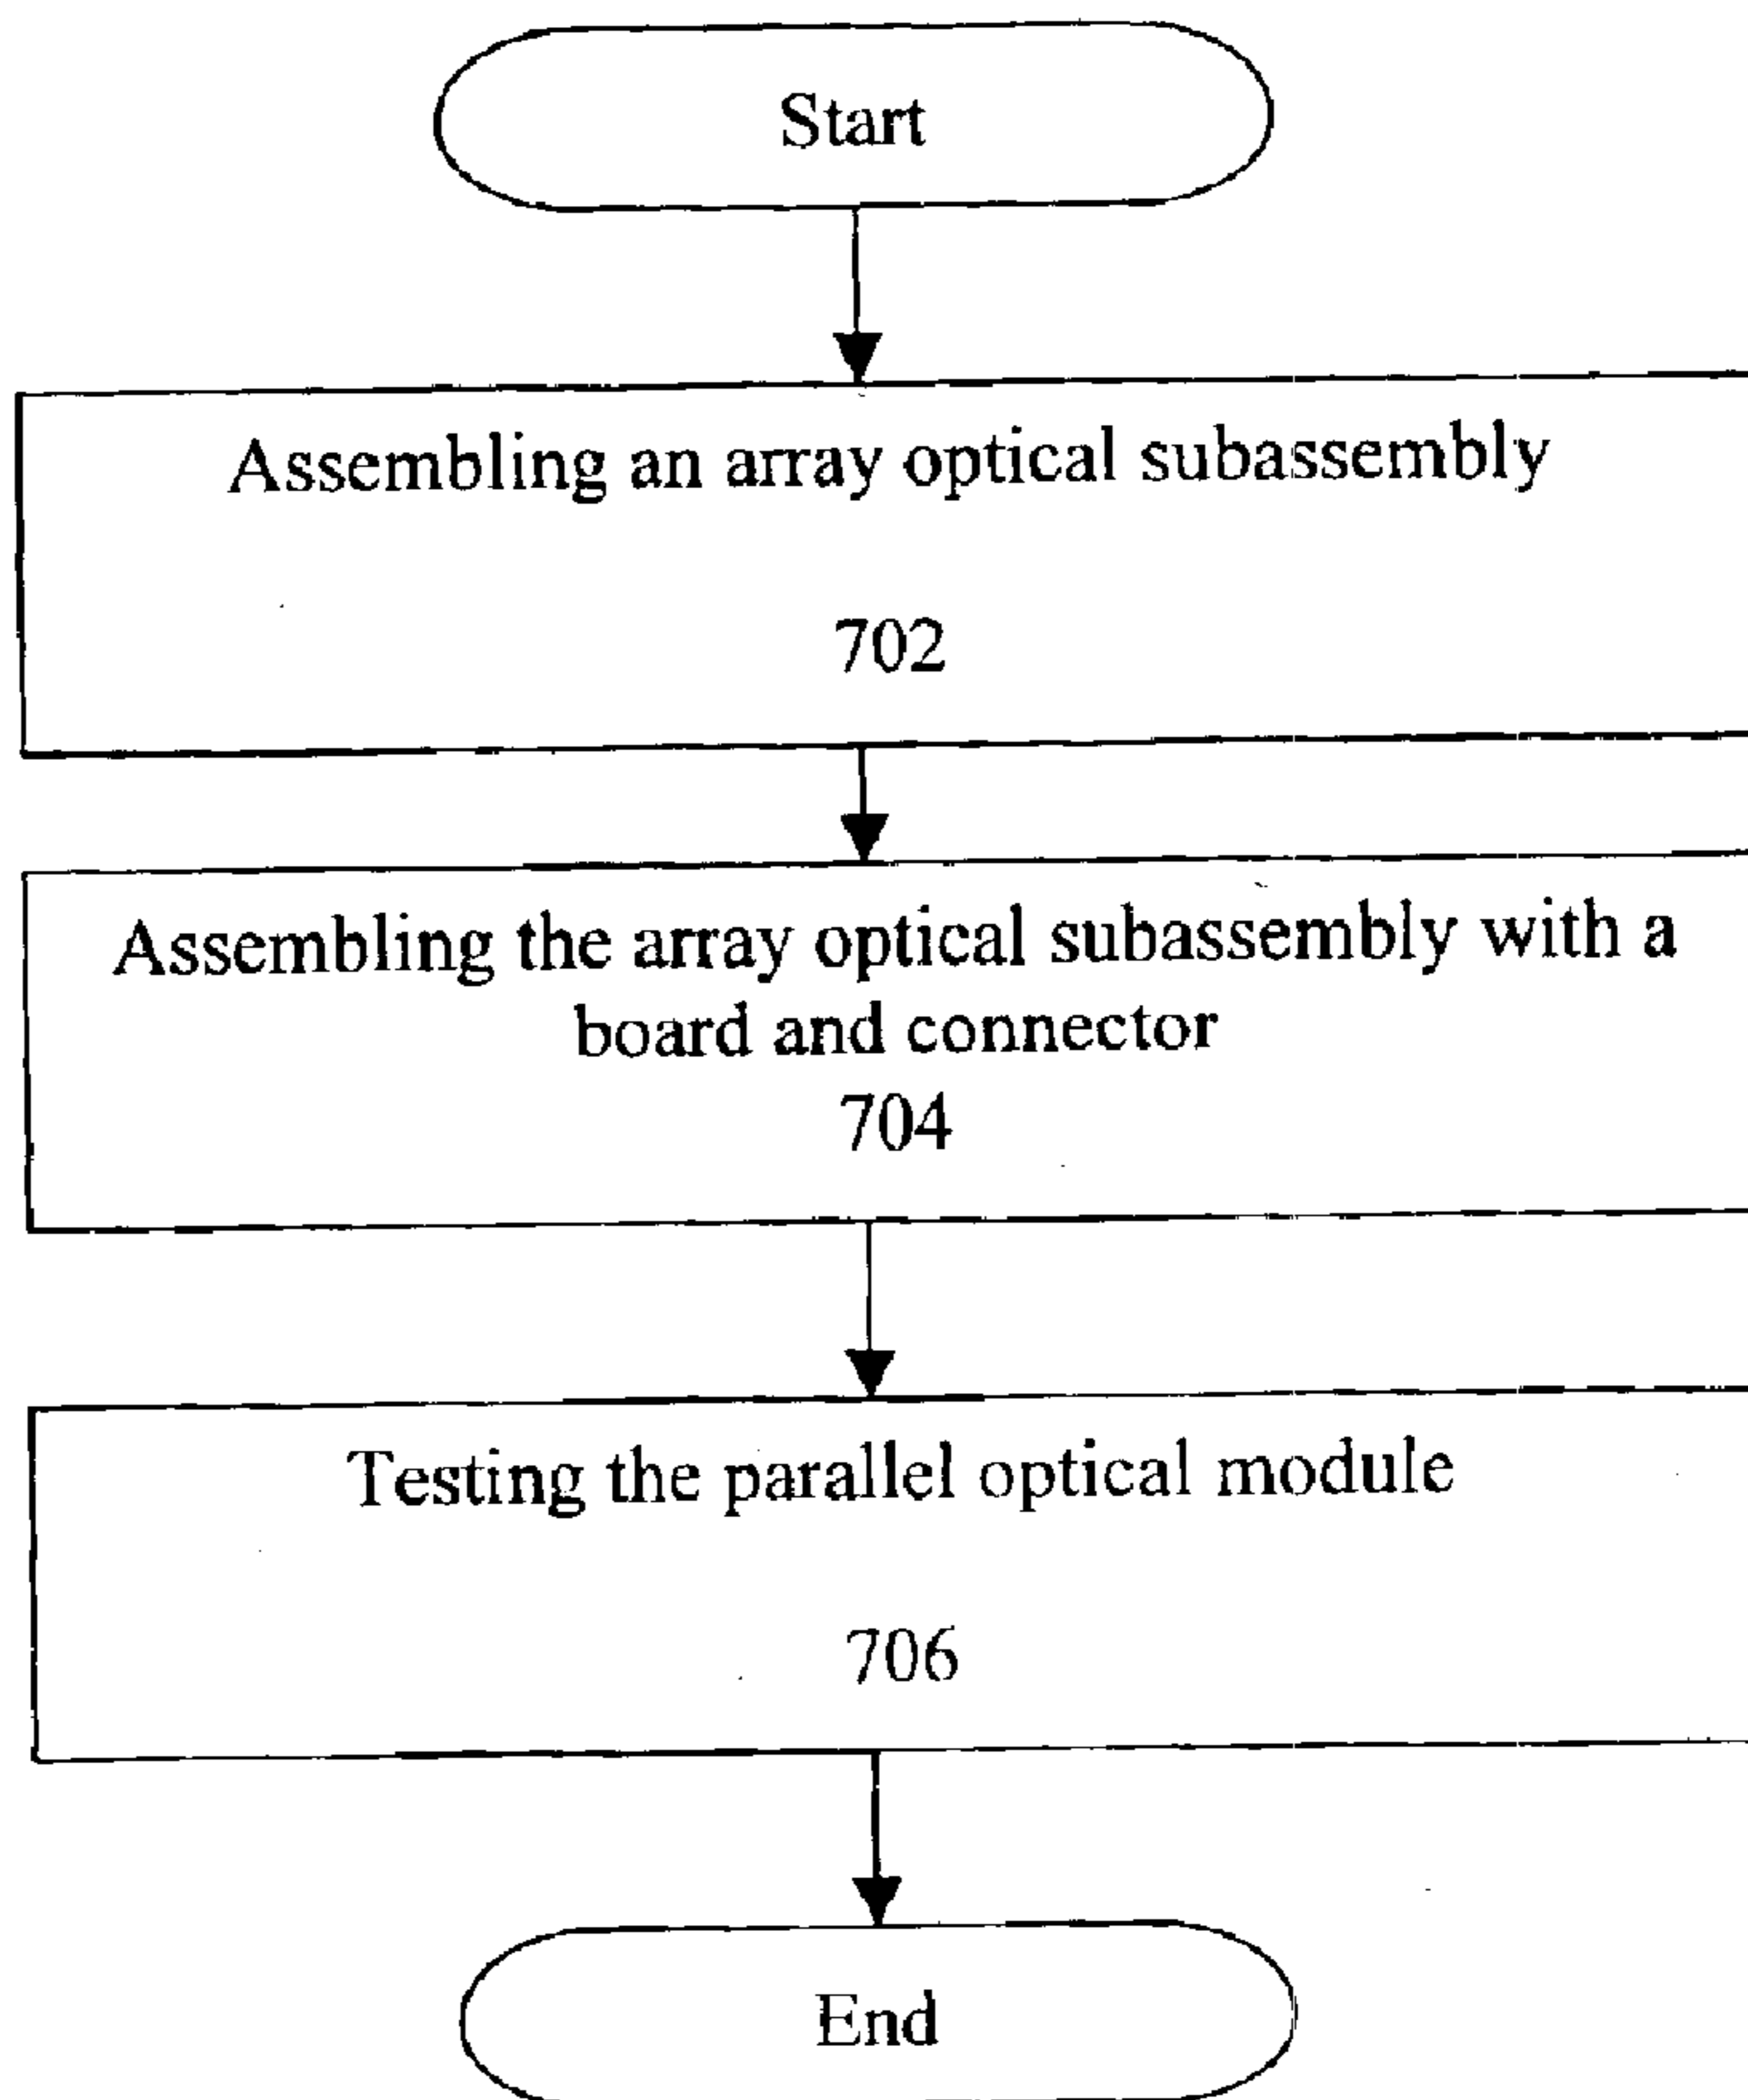 Start
Assembling an array optical subassembly
702
Assembling the array optical subassembly with a
board and connector
704
Testing the parallel optical module
706
End